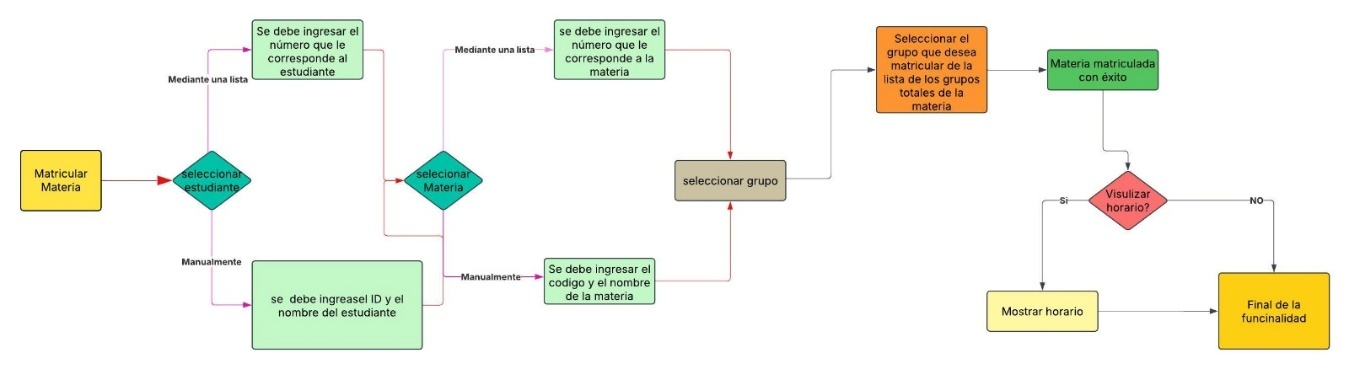 Matricular
Materia
seleccionar
estudiante
Mediante una lista
Se debe ingresar el
número que le
corresponde al
estudiante
Manualmente
se debe ingreasel ID y el
nombre del estudiante
selecionar
Materia
Mediante una lista
se debe ingresar el
número que le
corresponde a la
materia
Manualmente
Se debe ingresar el
codigo y el nombre
de la materia
seleccionar grupo
Seleccionar el
grupo que desea
matricular de la
lista de los grupos
totales de la
materia
Materia matriculada
con éxito
Visulizar
horario?
Si
NO
Mostrar horario
Final de la
funcinalidad